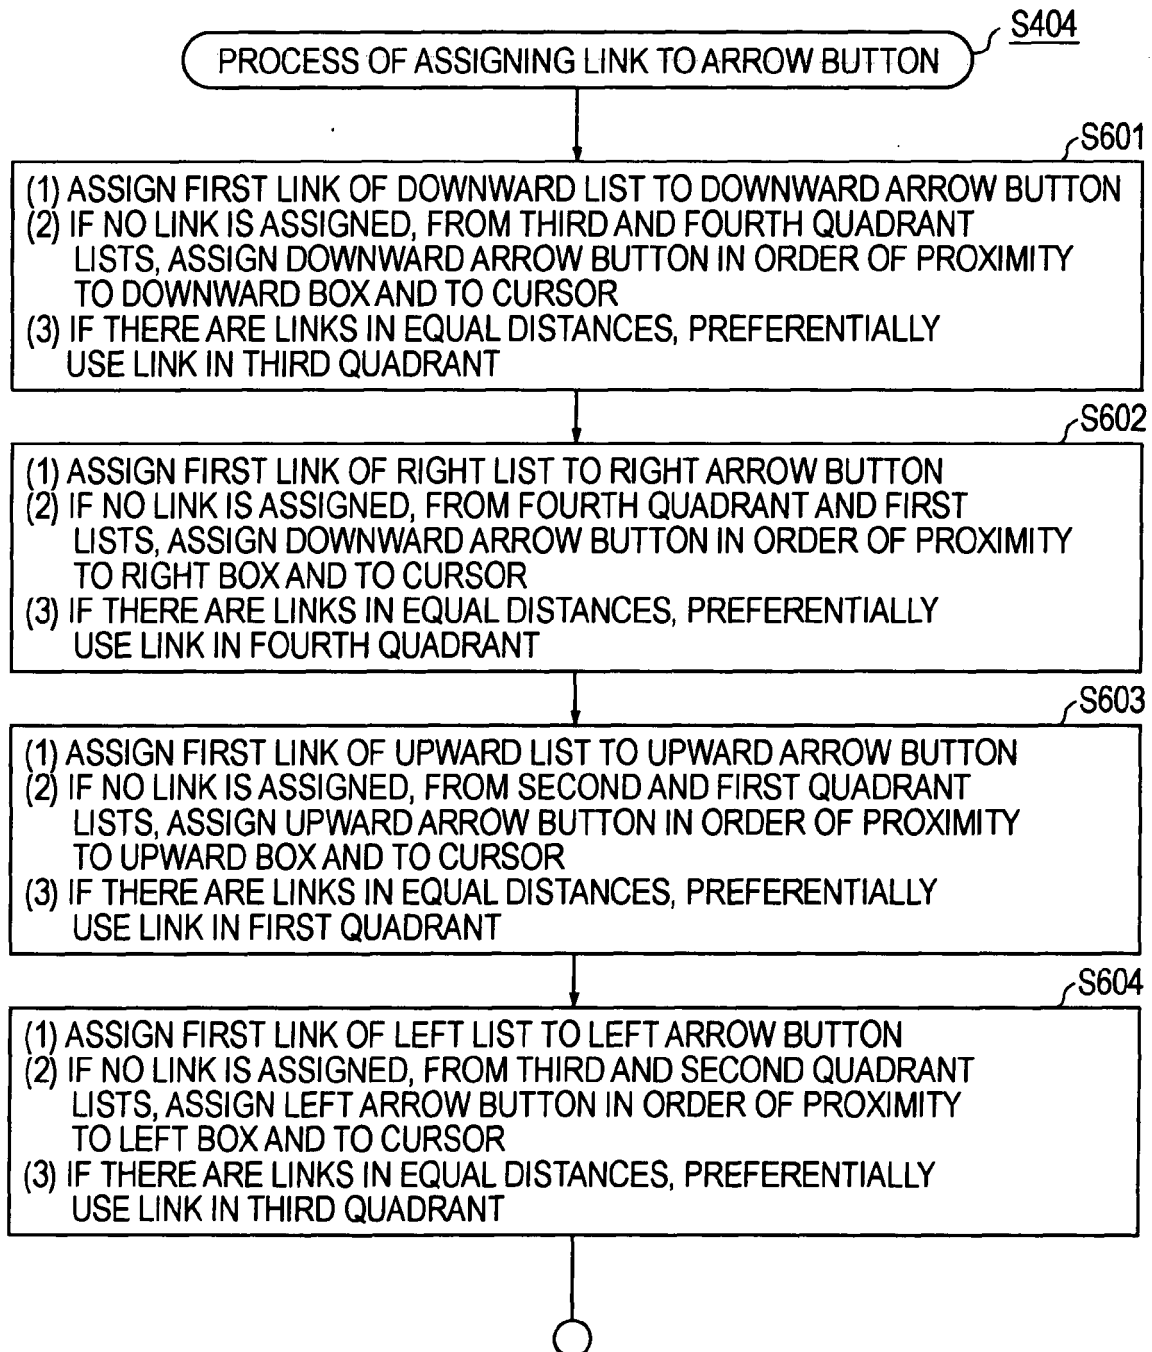 S404
PROCESS OF ASSIGNING LINK TO ARROW BUTTON
S601
(1) ASSIGN FIRST LINK OF DOWNWARD LIST TO DOWNWARD ARROW BUTTON
(2) IF NO LINK IS ASSIGNED, FROM THIRD AND FOURTH QUADRANT
LISTS, ASSIGN DOWNWARD ARROW BUTTON IN ORDER OF PROXIMITY
TO DOWNWARD BOX AND TO CURSOR
(3) IF THERE ARE LINKS IN EQUAL DISTANCES, PREFERENTIALLY
USE LINK IN THIRD QUADRANT
S602
(1) ASSIGN FIRST LINK OF RIGHT LIST TO RIGHT ARROW BUTTON
(2) IF NO LINK IS ASSIGNED, FROM FOURTH QUADRANT AND FIRST
LISTS, ASSIGN DOWNWARD ARROW BUTTON IN ORDER OF PROXIMITY
TO RIGHT BOX AND TO CURSOR
(3) IF THERE ARE LINKS IN EQUAL DISTANCES, PREFERENTIALLY
USE LINK IN FOURTH QUADRANT
S603
(1) ASSIGN FIRST LINK OF UPWARD LIST TO UPWARD ARROW BUTTON
(2) IF NO LINK IS ASSIGNED, FROM SECOND AND FIRST QUADRANT
LISTS, ASSIGN UPWARD ARROW BUTTON IN ORDER OF PROXIMITY
TO UPWARD BOX AND TO CURSOR
(3) IF THERE ARE LINKS IN EQUAL DISTANCES, PREFERENTIALLY
USE LINK IN FIRST QUADRANT
S604
(1) ASSIGN FIRST LINK OF LEFT LIST TO LEFT ARROW BUTTON
(2) IF NO LINK IS ASSIGNED, FROM THIRD AND SECOND QUADRANT
LISTS, ASSIGN LEFT ARROW BUTTON IN ORDER OF PROXIMITY
TO LEFT BOX AND TO CURSOR
(3) IF THERE ARE LINKS IN EQUAL DISTANCES, PREFERENTIALLY
USE LINK IN THIRD QUADRANT